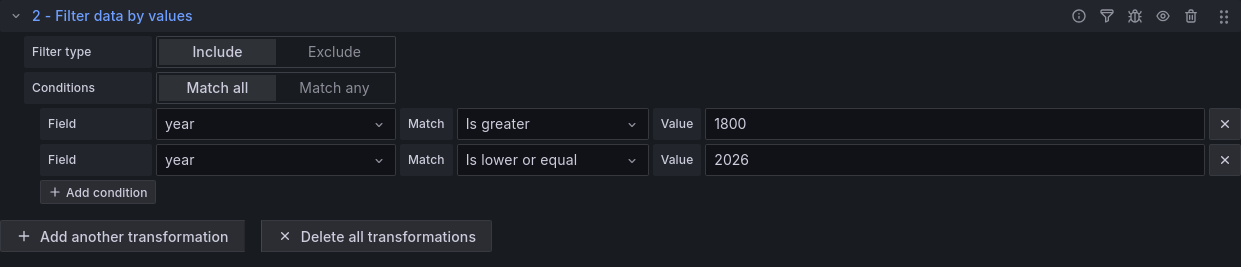 2 - Filter data by values
Filter type Include Exclude
Conditions Match all Match any
Field year Match Is greater Value 1800
Field year Match Is lower or equal Value 2026
Add condition
Add another transformation Delete all transformations